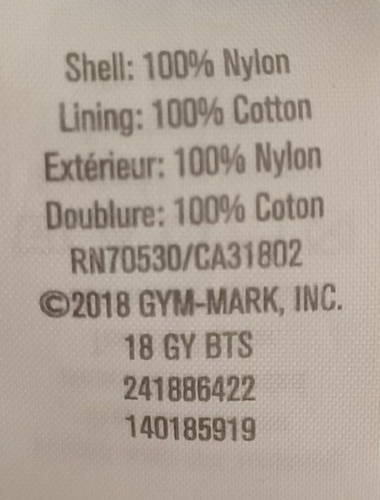 Shell: 100% Nylon
Lining: 100% Cotton
Extérieur: 100% Nylon
Doublure: 100% Coton
RN70530/CA31802
©2018 GYM-MARK, INC.
18 GY BTS
241886422
140185919